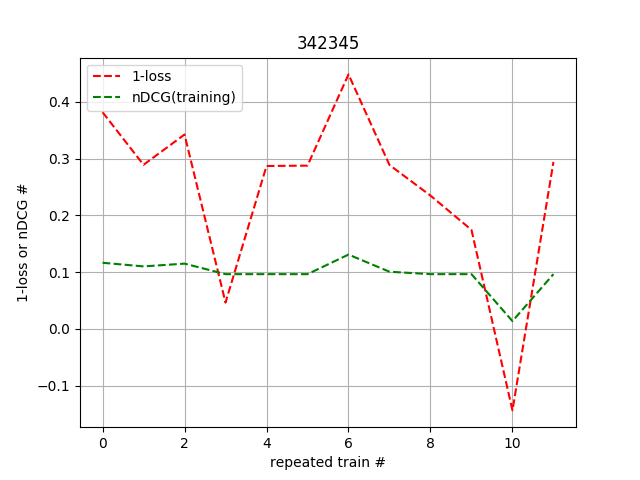 342345
1-loss
nDCG(training)
1-loss or nDCG #
0.4
0.3
0.2
0.1
0.0
−0.1
0 2 4 6 8 10
repeated train #